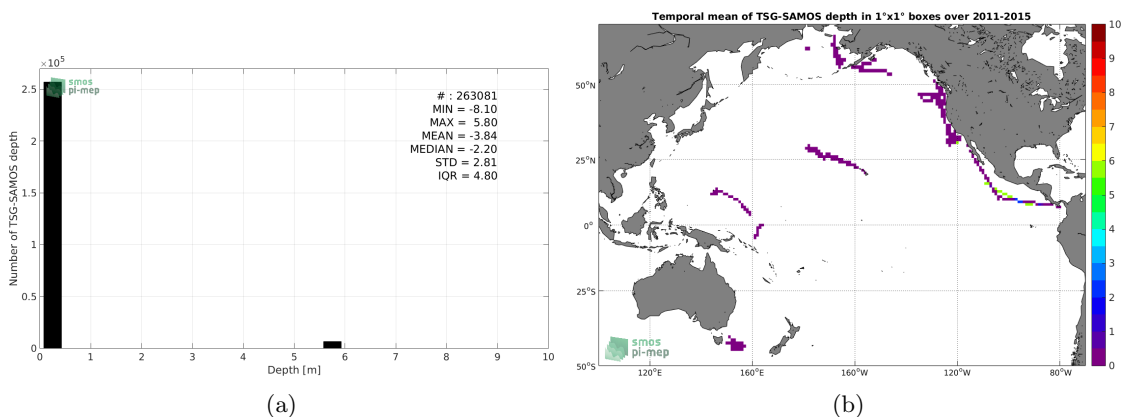 ×10⁵
2.5
2
1.5
1
0.5
0
0 1 2 3 4 5 6 7 8 9 10
Number of TSG-SAMOS depth
Depth [m]
smos
pi-mep
# : 263081
MIN = -8.10
MAX = 5.80
MEAN = -3.84
MEDIAN = -2.20
STD = 2.81
IQR = 4.80
(a)
Temporal mean of TSG-SAMOS depth in 1°x1° boxes over 2011-2015
50°N
25°N
0°
25°S
50°S
120°E 160°E 160°W 120°W 80°W
smos
pi-mep
10
9
8
7
6
5
4
3
2
1
0
(b)